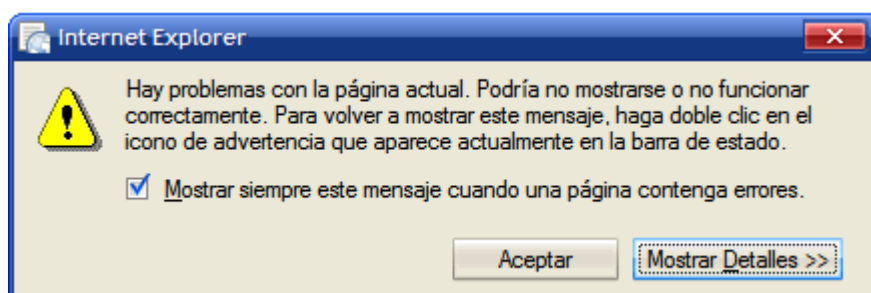 Internet Explorer
Hay problemas con la página actual. Podría no mostrarse o no funcionar
correctamente. Para volver a mostrar este mensaje, haga doble clic en el
icono de advertencia que aparece actualmente en la barra de estado.
Mostrar siempre este mensaje cuando una página contenga errores.
Aceptar
Mostrar Detalles >>